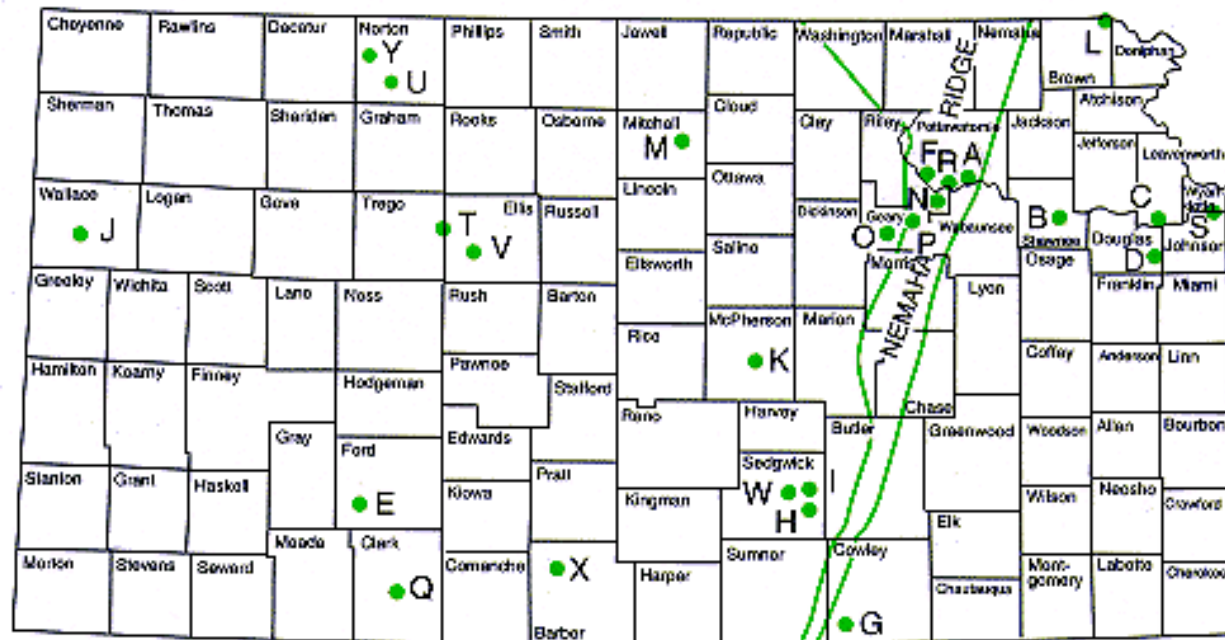 Cheyenne Rawlins Decatur Norton Phillips Smith Jewell Republic Washington Marshall Nemaha
Y U L Doniphan
Brown
RIDGE
Sherman Thomas Sheridan Graham Rooks Osborne Mitchell Cloud Clay Riley Pottawatomie Jackson Atchison
M F R A Jefferson Leavenworth
Wallace Logan Gove Trego Ellis Russell Lincoln Ottawa Dickinson Geary Wabaunsee Shawnee Douglas Johnson
J T V O N P B C D S
Saline Morris Osage
Ellsworth
NEMAHA
Greeley Wichita Scott Lane Ness Rush Barton Lyon Franklin Miami
Rice McPherson Marion
K
Hamilton Kearny Finney Hodgeman Pawnee Stafford Chase Coffey Anderson Linn
Reno Harvey Butler Greenwood Woodson Allen Bourbon
Gray Ford Edwards
Stanton Grant Haskell Kiowa Pratt Kingman Sedgwick Wilson Neosho Crawford
E W I H
Elk
Morton Stevens Seward Meade Clark Comanche Barber Harper Sumner Cowley Chautauqua Mont-
gomery Labette Cherokee
Q X G